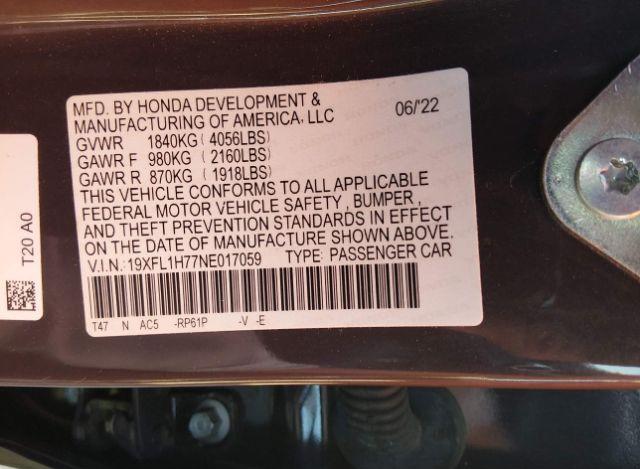 MFD. BY HONDA DEVELOPMENT &
MANUFACTURING OF AMERICA, LLC 06/'22
GVWR 1840KG ( 4056LBS)
GAWR F 980KG ( 2160LBS)
GAWR R 870KG ( 1918LBS)
THIS VEHICLE CONFORMS TO ALL APPLICABLE
FEDERAL MOTOR VEHICLE SAFETY , BUMPER,
AND THEFT PREVENTION STANDARDS IN EFFECT
ON THE DATE OF MANUFACTURE SHOWN ABOVE.
V.I.N.: 19XFL1H77NE017059 TYPE: PASSENGER CAR
T47 N AC5 -RP61P -V -E
T20 A0